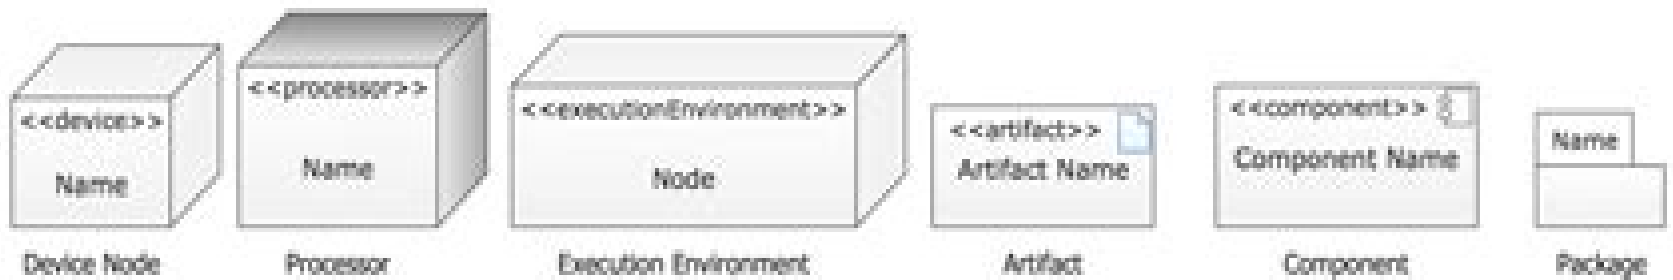 <<device>>
Name
Device Node
<<processor>>
Name
Processor
<<executionEnvironment>>
Node
Execution Environment
<<artifact>>
Artifact Name
Artifact
<<component>>
Component Name
Component
Name
Package